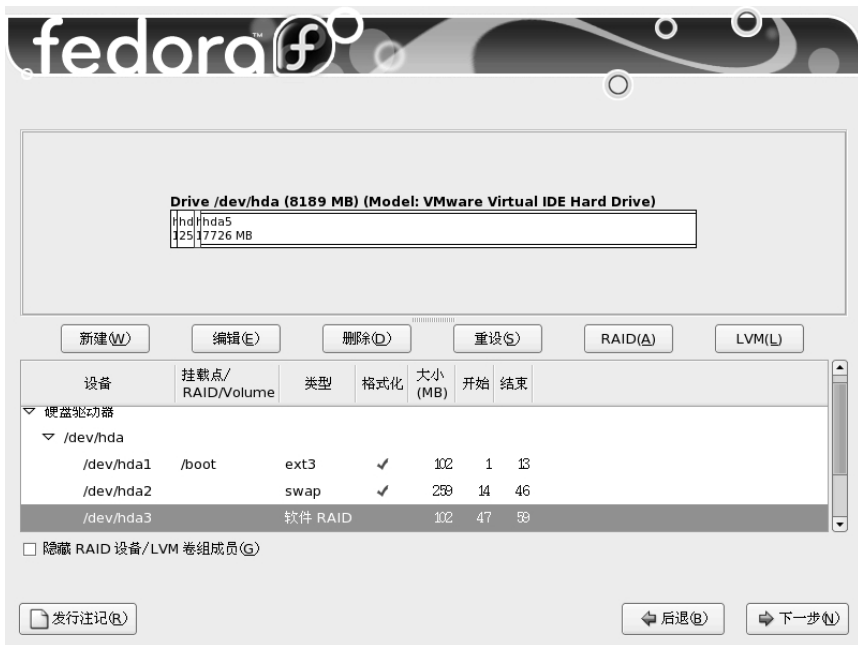 fedora™
Drive /dev/hda (8189 MB) (Model: VMware Virtual IDE Hard Drive)
hda5
7726 MB
新建(W) 编辑(E) 删除(D) 重设(S) RAID(A) LVM(L)
设备 挂载点/ RAID/Volume 类型 格式化 大小 (MB) 开始 结束
硬盘驱动器
/dev/hda
/dev/hda1 /boot ext3 ✓ 102 1 13
/dev/hda2 swap ✓ 259 14 46
/dev/hda3 软件 RAID 102 47 59
隐藏 RAID 设备/LVM 卷组成员(G)
发行注记(R) 后退(B) 下一步(N)